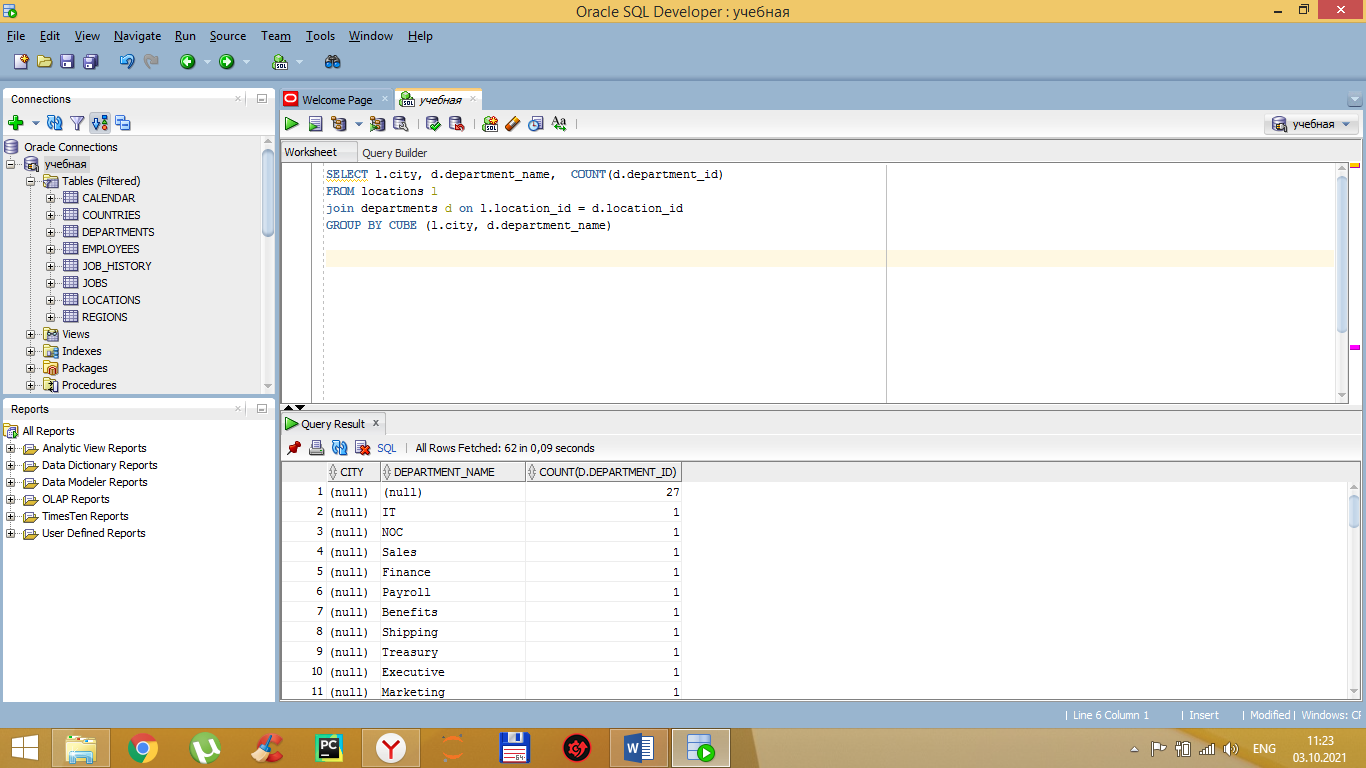 Oracle SQL Developer : учебная
File Edit View Navigate Run Source Team Tools Window Help
Connections
Oracle Connections
учебная
Tables (Filtered)
CALENDAR
COUNTRIES
DEPARTMENTS
EMPLOYEES
JOB_HISTORY
JOBS
LOCATIONS
REGIONS
Views
Indexes
Packages
Procedures
Reports
All Reports
Analytic View Reports
Data Dictionary Reports
Data Modeler Reports
OLAP Reports
TimesTen Reports
User Defined Reports
Welcome Page учебная
учебная
Worksheet Query Builder
SELECT l.city, d.department_name,  COUNT(d.department_id)
FROM locations l
join departments d on l.location_id = d.location_id
GROUP BY CUBE (l.city, d.department_name)
Query Result
SQL | All Rows Fetched: 62 in 0,09 seconds
CITY DEPARTMENT_NAME COUNT(D.DEPARTMENT_ID)
1 (null) (null) 27
2 (null) IT 1
3 (null) NOC 1
4 (null) Sales 1
5 (null) Finance 1
6 (null) Payroll 1
7 (null) Benefits 1
8 (null) Shipping 1
9 (null) Treasury 1
10 (null) Executive 1
11 (null) Marketing 1
| Line 6 Column 1 | Insert | Modified | Windows: CF
PC
64
W
ENG
11:23
03.10.2021